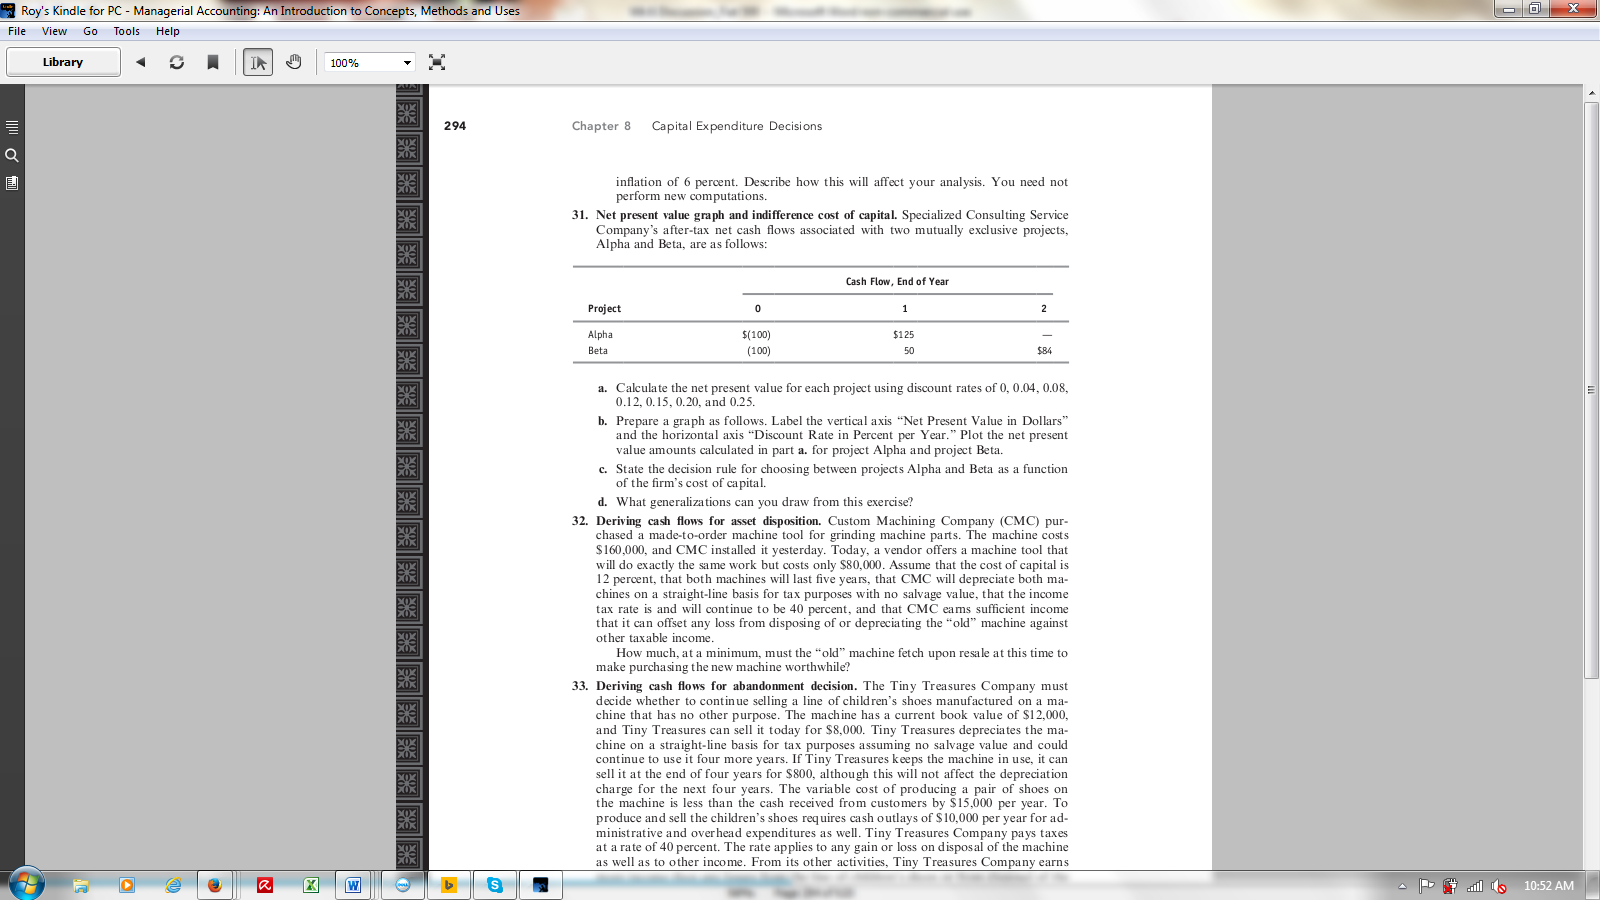 Roy's Kindle for PC - Managerial Accounting: An Introduction to Concepts, Methods and Uses
File View Go Tools Help
Library
100%
294 Chapter 8 Capital Expenditure Decisions
inflation of 6 percent. Describe how this will affect your analysis. You need not
perform new computations.
31. Net present value graph and indifference cost of capital. Specialized Consulting Service
Company's after-tax net cash flows associated with two mutually exclusive projects,
Alpha and Beta, are as follows:
Cash Flow, End of Year
Project 0 1 2
Alpha $(100) $125 —
Beta (100) 50 $84
a. Calculate the net present value for each project using discount rates of 0, 0.04, 0.08,
0.12, 0.15, 0.20, and 0.25.
b. Prepare a graph as follows. Label the vertical axis “Net Present Value in Dollars”
and the horizontal axis “Discount Rate in Percent per Year.” Plot the net present
value amounts calculated in part a. for project Alpha and project Beta.
c. State the decision rule for choosing between projects Alpha and Beta as a function
of the firm's cost of capital.
d. What generalizations can you draw from this exercise?
32. Deriving cash flows for asset disposition. Custom Machining Company (CMC) pur-
chased a made-to-order machine tool for grinding machine parts. The machine costs
$160,000, and CMC installed it yesterday. Today, a vendor offers a machine tool that
will do exactly the same work but costs only $80,000. Assume that the cost of capital is
12 percent, that both machines will last five years, that CMC will depreciate both ma-
chines on a straight-line basis for tax purposes with no salvage value, that the income
tax rate is and will continue to be 40 percent, and that CMC earns sufficient income
that it can offset any loss from disposing of or depreciating the “old” machine against
other taxable income.
How much, at a minimum, must the “old” machine fetch upon resale at this time to
make purchasing the new machine worthwhile?
33. Deriving cash flows for abandonment decision. The Tiny Treasures Company must
decide whether to continue selling a line of children's shoes manufactured on a ma-
chine that has no other purpose. The machine has a current book value of $12,000,
and Tiny Treasures can sell it today for $8,000. Tiny Treasures depreciates the ma-
chine on a straight-line basis for tax purposes assuming no salvage value and could
continue to use it four more years. If Tiny Treasures keeps the machine in use, it can
sell it at the end of four years for $800, although this will not affect the depreciation
charge for the next four years. The variable cost of producing a pair of shoes on
the machine is less than the cash received from customers by $15,000 per year. To
produce and sell the children's shoes requires cash outlays of $10,000 per year for ad-
ministrative and overhead expenditures as well. Tiny Treasures Company pays taxes
at a rate of 40 percent. The rate applies to any gain or loss on disposal of the machine
as well as to other income. From its other activities, Tiny Treasures Company earns
10:52 AM